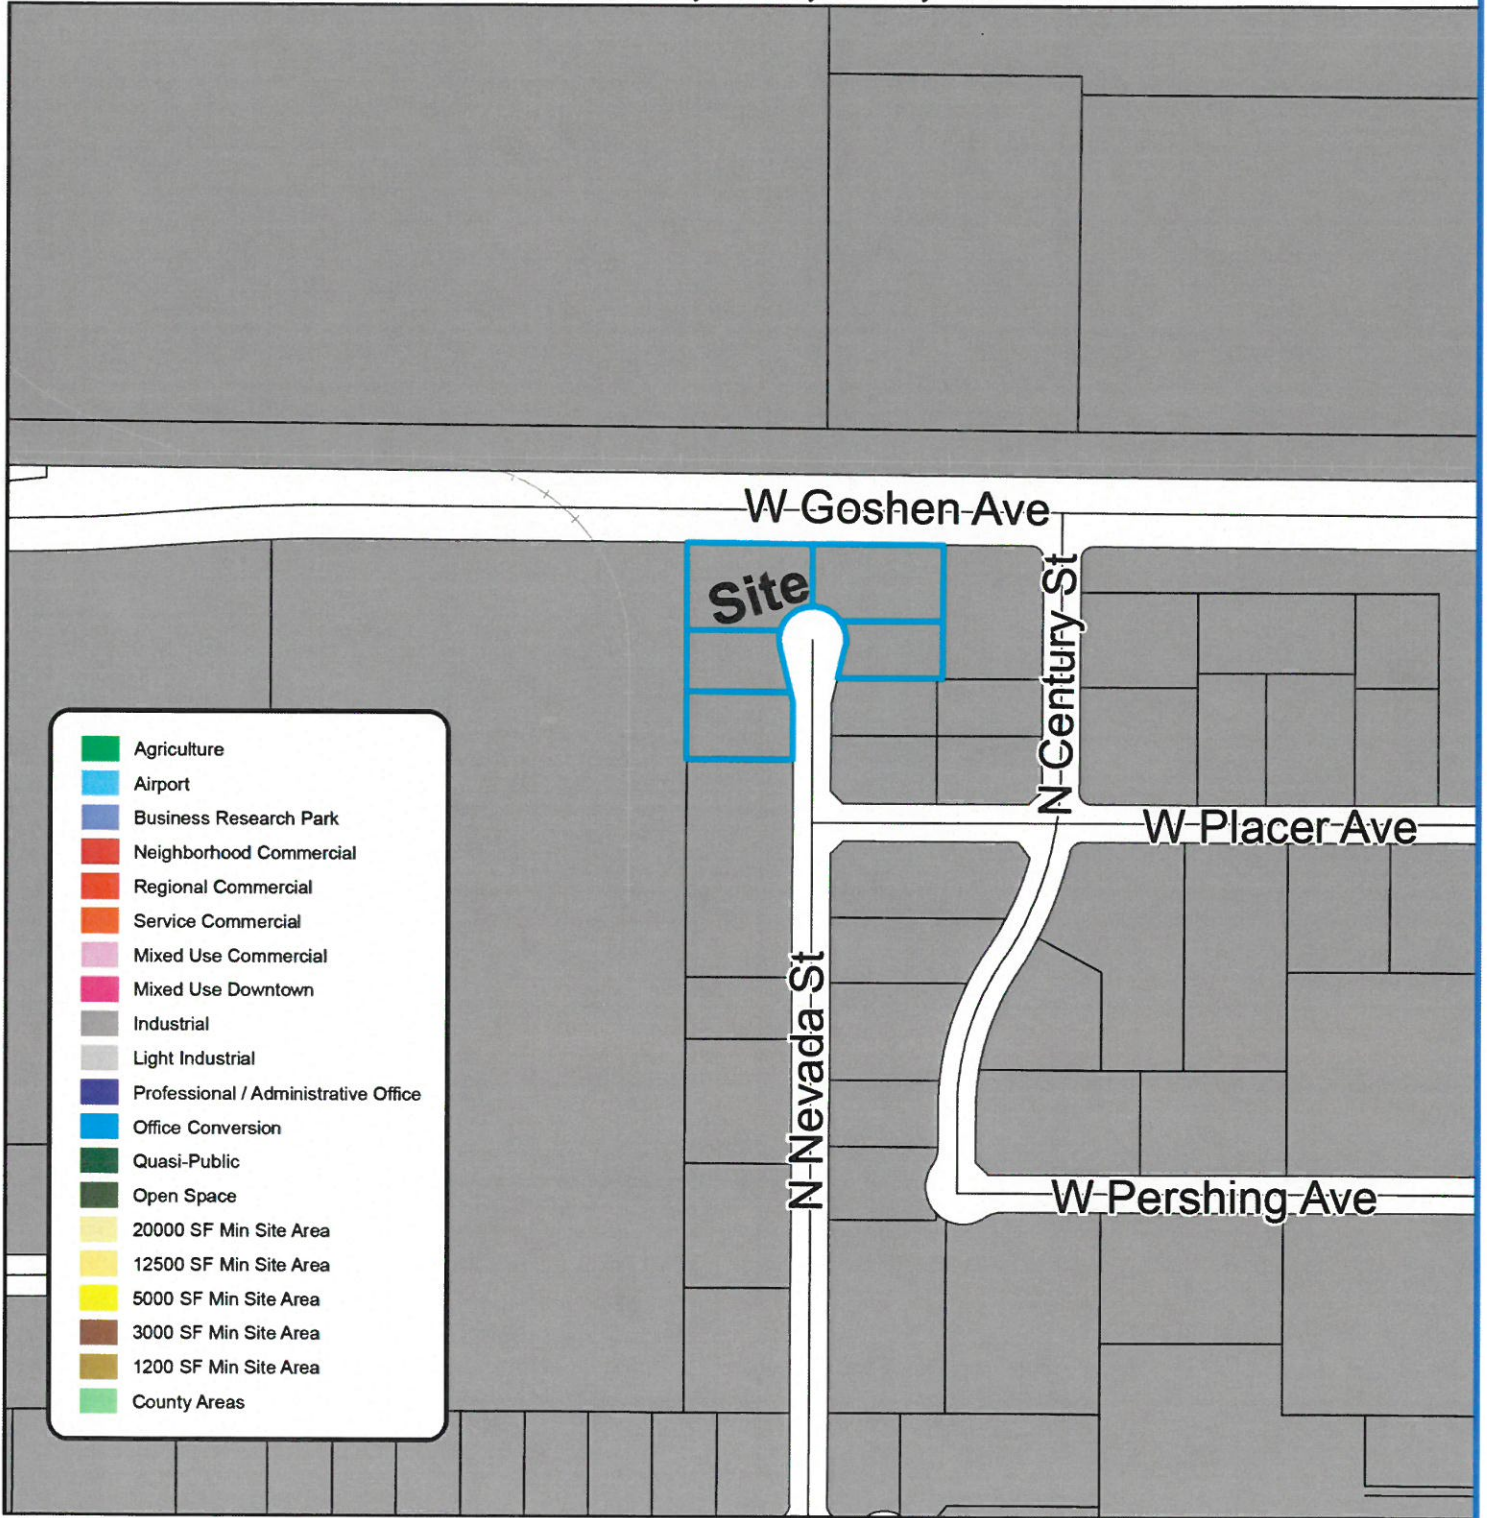 W Goshen Ave
Site
N Century St
W Placer Ave
N Nevada St
W Pershing Ave
Agriculture
Airport
Business Research Park
Neighborhood Commercial
Regional Commercial
Service Commercial
Mixed Use Commercial
Mixed Use Downtown
Industrial
Light Industrial
Professional / Administrative Office
Office Conversion
Quasi-Public
Open Space
20000 SF Min Site Area
12500 SF Min Site Area
5000 SF Min Site Area
3000 SF Min Site Area
1200 SF Min Site Area
County Areas